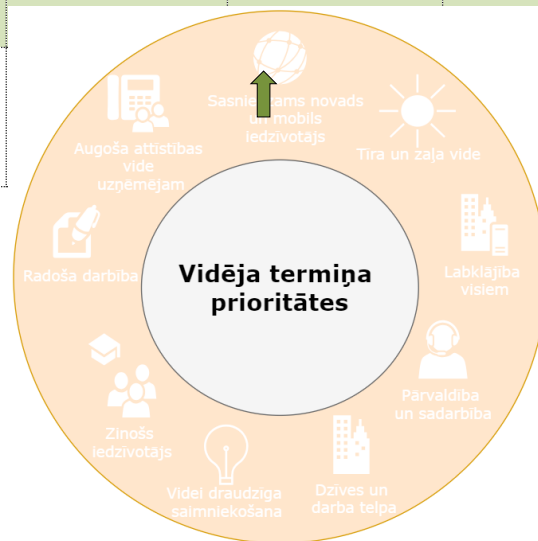 Sasniedzams novads
un mobils
iedzīvotājs
Tīra un zaļa vide
Labklājība
visiem
Pārvaldība
un sadarbība
Dzīves un
darba telpa
Videi draudzīga
saimniekošana
Zinošs
iedzīvotājs
Radoša darbība
Augoša attīstības
vide
uzņēmējam
Vidēja termiņa
prioritātes